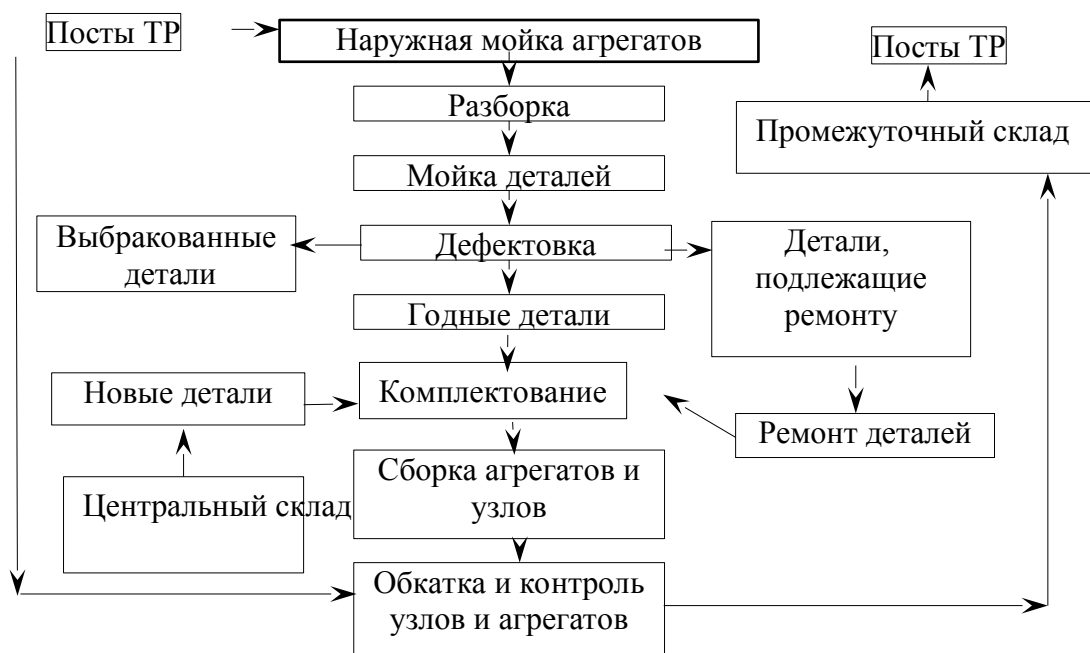 Посты ТР
Наружная мойка агрегатов
Посты ТР
Разборка
Промежуточный склад
Мойка деталей
Выбракованные
детали
Дефектовка
Детали,
подлежащие
ремонту
Годные детали
Новые детали
Комплектование
Ремонт деталей
Центральный склад
Сборка агрегатов и
узлов
Обкатка и контроль
узлов и агрегатов